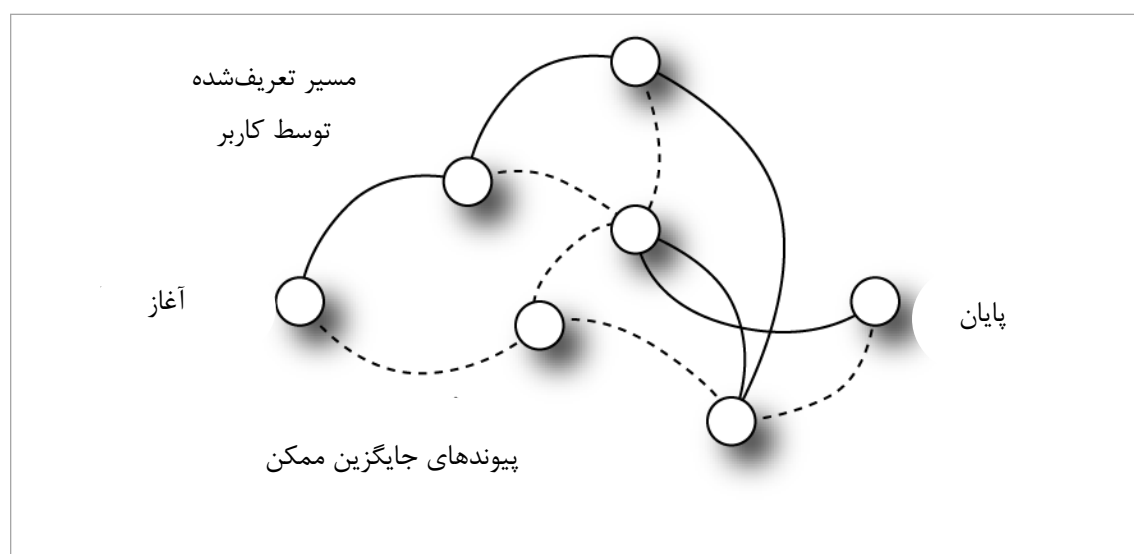 مسیر تعریف‌شده
توسط کاربر
آغاز
پایان
پیوندهای جایگزین ممکن